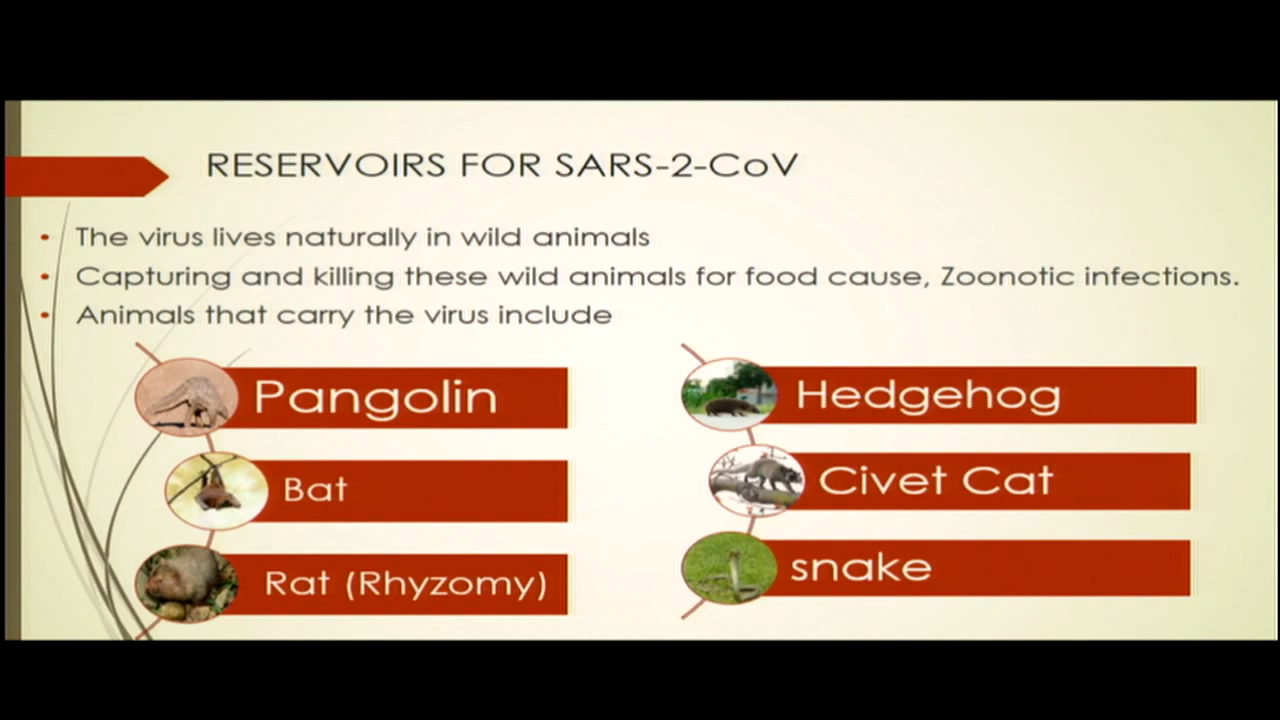 RESERVOIRS FOR SARS-2-CoV
• The virus lives naturally in wild animals
• Capturing and killing these wild animals for food cause, Zoonotic infections.
• Animals that carry the virus include
Pangolin
Bat
Rat (Rhyzomy)
Hedgehog
Civet Cat
snake